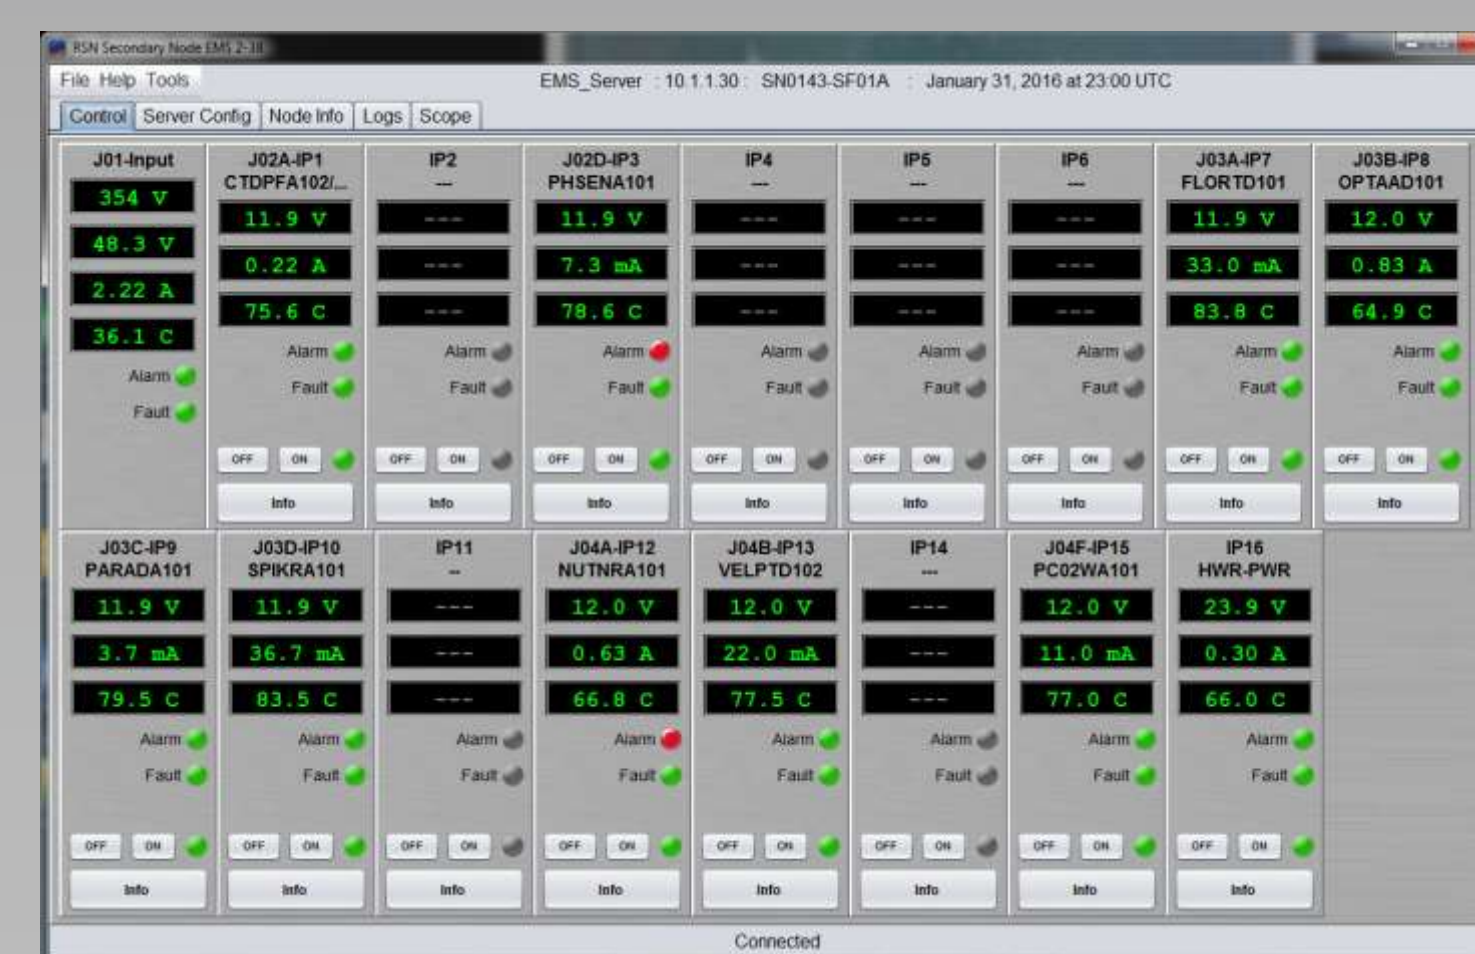 RSN Secondary Node EMS 2-38
File Help Tools
EMS_Server : 10.1.1.30 : SN0143-SF01A : January 31, 2016 at 23:00 UTC
Control Server Config Node Info Logs Scope
J01-Input
354 V
48.3 V
2.22 A
36.1 C
Alarm
Fault
J02A-IP1
CTDPFA102/...
11.9 V
0.22 A
75.6 C
Alarm
Fault
OFF ON
Info
IP2
---
---
---
---
Alarm
Fault
OFF ON
Info
J02D-IP3
PHSENA101
11.9 V
7.3 mA
78.6 C
Alarm
Fault
OFF ON
Info
IP4
---
---
---
---
Alarm
Fault
OFF ON
Info
IP5
---
---
---
---
Alarm
Fault
OFF ON
Info
IP6
---
---
---
---
Alarm
Fault
OFF ON
Info
J03A-IP7
FLORTD101
11.9 V
33.0 mA
83.8 C
Alarm
Fault
OFF ON
Info
J03B-IP8
OPTAAD101
12.0 V
0.83 A
64.9 C
Alarm
Fault
OFF ON
Info
J03C-IP9
PARADA101
11.9 V
3.7 mA
79.5 C
Alarm
Fault
OFF ON
Info
J03D-IP10
SPIKRA101
11.9 V
36.7 mA
83.5 C
Alarm
Fault
OFF ON
Info
IP11
--
---
---
---
Alarm
Fault
OFF ON
Info
J04A-IP12
NUTNRA101
12.0 V
0.63 A
66.8 C
Alarm
Fault
OFF ON
Info
J04B-IP13
VELPTD102
12.0 V
22.0 mA
77.5 C
Alarm
Fault
OFF ON
Info
IP14
---
---
---
---
Alarm
Fault
OFF ON
Info
J04F-IP15
PC02WA101
12.0 V
11.0 mA
77.0 C
Alarm
Fault
OFF ON
Info
IP16
HWR-PWR
23.9 V
0.30 A
66.0 C
Alarm
Fault
OFF ON
Info
Connected